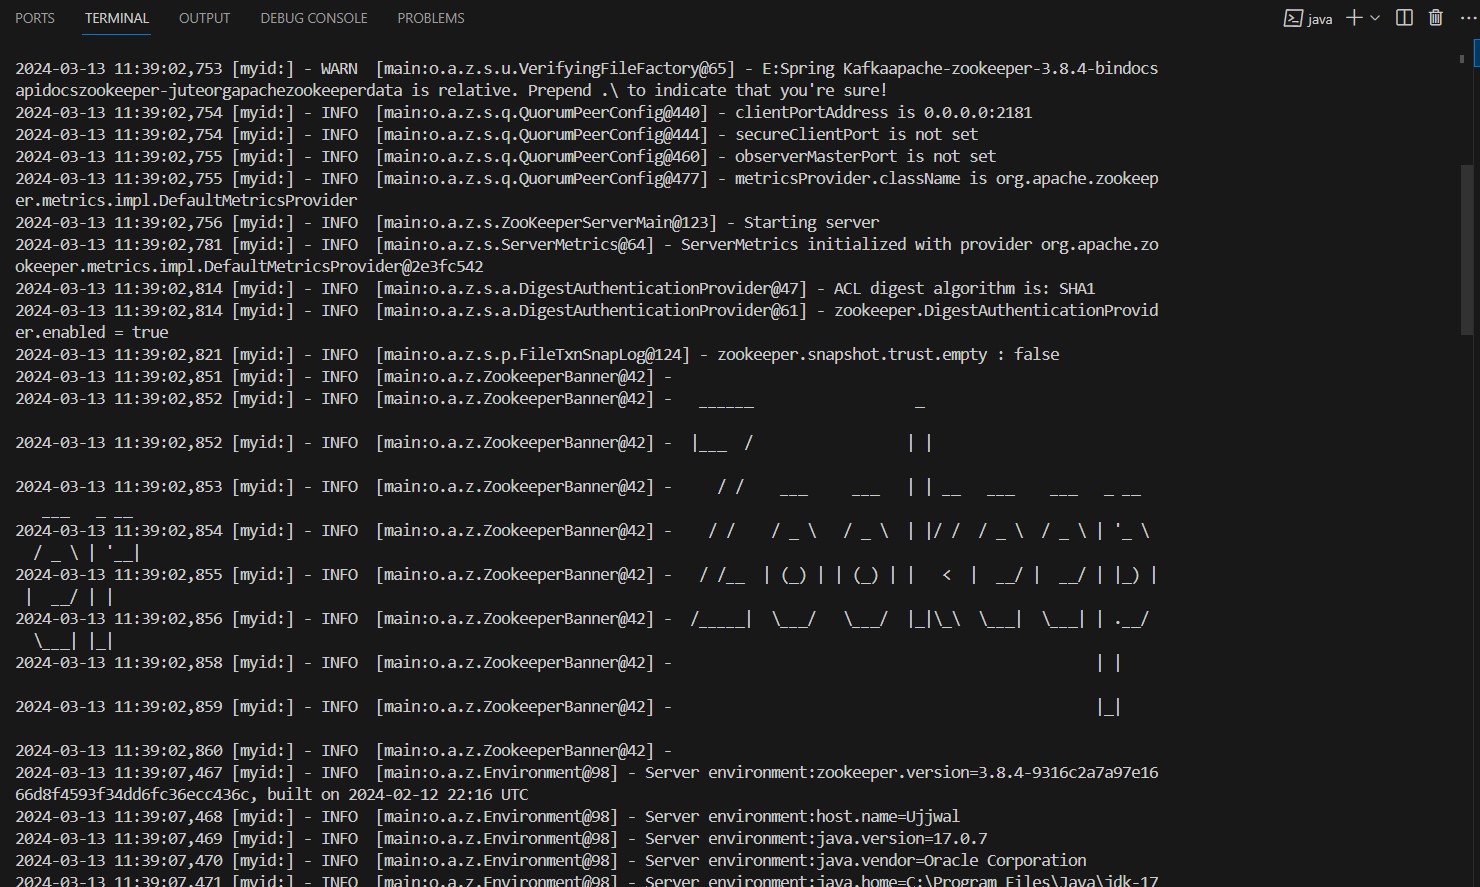 PORTS TERMINAL OUTPUT DEBUG CONSOLE PROBLEMS java
2024-03-13 11:39:02,753 [myid:] - WARN  [main:o.a.z.s.u.VerifyingFileFactory@65] - E:Spring Kafkaapache-zookeeper-3.8.4-bindocs
apidocszookeeper-juteorgapachezookeeperdata is relative. Prepend .\ to indicate that you're sure!
2024-03-13 11:39:02,754 [myid:] - INFO  [main:o.a.z.s.q.QuorumPeerConfig@440] - clientPortAddress is 0.0.0.0:2181
2024-03-13 11:39:02,754 [myid:] - INFO  [main:o.a.z.s.q.QuorumPeerConfig@444] - secureClientPort is not set
2024-03-13 11:39:02,755 [myid:] - INFO  [main:o.a.z.s.q.QuorumPeerConfig@460] - observerMasterPort is not set
2024-03-13 11:39:02,755 [myid:] - INFO  [main:o.a.z.s.q.QuorumPeerConfig@477] - metricsProvider.className is org.apache.zookeep
er.metrics.impl.DefaultMetricsProvider
2024-03-13 11:39:02,756 [myid:] - INFO  [main:o.a.z.s.ZooKeeperServerMain@123] - Starting server
2024-03-13 11:39:02,781 [myid:] - INFO  [main:o.a.z.s.ServerMetrics@64] - ServerMetrics initialized with provider org.apache.zo
okeeper.metrics.impl.DefaultMetricsProvider@2e3fc542
2024-03-13 11:39:02,814 [myid:] - INFO  [main:o.a.z.s.a.DigestAuthenticationProvider@47] - ACL digest algorithm is: SHA1
2024-03-13 11:39:02,814 [myid:] - INFO  [main:o.a.z.s.a.DigestAuthenticationProvider@61] - zookeeper.DigestAuthenticationProvid
er.enabled = true
2024-03-13 11:39:02,821 [myid:] - INFO  [main:o.a.z.s.p.FileTxnSnapLog@124] - zookeeper.snapshot.trust.empty : false
2024-03-13 11:39:02,851 [myid:] - INFO  [main:o.a.z.ZookeeperBanner@42] -
2024-03-13 11:39:02,852 [myid:] - INFO  [main:o.a.z.ZookeeperBanner@42] -   ______                  _
2024-03-13 11:39:02,852 [myid:] - INFO  [main:o.a.z.ZookeeperBanner@42] -  |___  /                 | |
2024-03-13 11:39:02,853 [myid:] - INFO  [main:o.a.z.ZookeeperBanner@42] -     / /    ___     ___   | | __   ___    ___   _ __
   ___   _ __
2024-03-13 11:39:02,854 [myid:] - INFO  [main:o.a.z.ZookeeperBanner@42] -    / /    / _ \   / _ \  | |/ /  / _ \  / _ \ | '_ \
  / _ \ | '__|
2024-03-13 11:39:02,855 [myid:] - INFO  [main:o.a.z.ZookeeperBanner@42] -   / /__  | (_) | | (_) | |   <  |  __/ |  __/ | |_) |
 |  __/ | |
2024-03-13 11:39:02,856 [myid:] - INFO  [main:o.a.z.ZookeeperBanner@42] -  /_____|  \___/   \___/  |_|\_\  \___|  \___| | .__/
  \___| |_|
2024-03-13 11:39:02,858 [myid:] - INFO  [main:o.a.z.ZookeeperBanner@42] -                                               | |
2024-03-13 11:39:02,859 [myid:] - INFO  [main:o.a.z.ZookeeperBanner@42] -                                               |_|
2024-03-13 11:39:02,860 [myid:] - INFO  [main:o.a.z.ZookeeperBanner@42] -
2024-03-13 11:39:07,467 [myid:] - INFO  [main:o.a.z.Environment@98] - Server environment:zookeeper.version=3.8.4-9316c2a7a97e16
66d8f4593f34dd6fc36ecc436c, built on 2024-02-12 22:16 UTC
2024-03-13 11:39:07,468 [myid:] - INFO  [main:o.a.z.Environment@98] - Server environment:host.name=Ujjwal
2024-03-13 11:39:07,469 [myid:] - INFO  [main:o.a.z.Environment@98] - Server environment:java.version=17.0.7
2024-03-13 11:39:07,470 [myid:] - INFO  [main:o.a.z.Environment@98] - Server environment:java.vendor=Oracle Corporation
2024-03-13 11:39:07,471 [myid:] - INFO  [main:o.a.z.Environment@98] - Server environment:java.home=C:\Program Files\Java\jdk-17